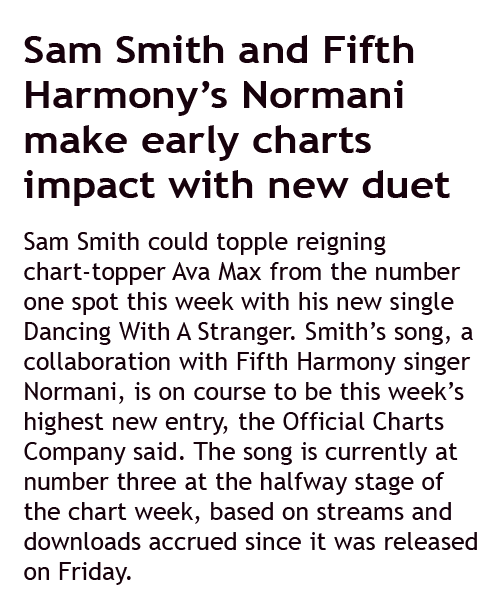 Sam Smith and Fifth
Harmony’s Normani
make early charts
impact with new duet
Sam Smith could topple reigning
chart-topper Ava Max from the number
one spot this week with his new single
Dancing With A Stranger. Smith’s song, a
collaboration with Fifth Harmony singer
Normani, is on course to be this week’s
highest new entry, the Official Charts
Company said. The song is currently at
number three at the halfway stage of
the chart week, based on streams and
downloads accrued since it was released
on Friday.